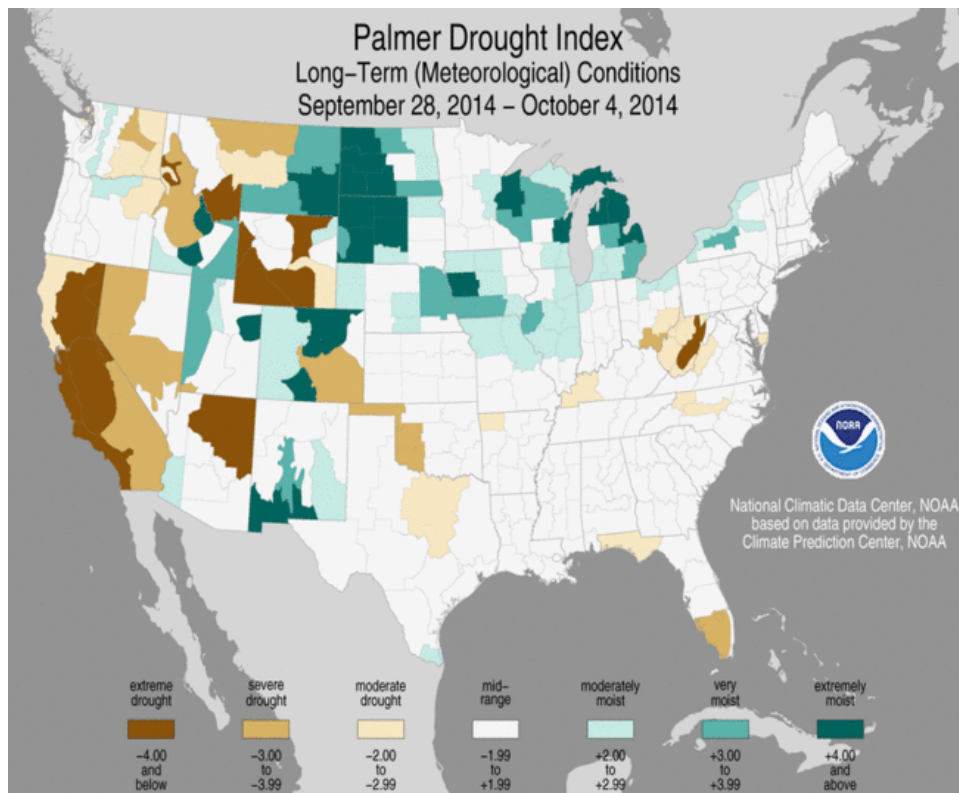 Palmer Drought Index
Long-Term (Meteorological) Conditions
September 28, 2014 - October 4, 2014
NOAA
National Climatic Data Center, NOAA
based on data provided by the
Climate Prediction Center, NOAA
extreme drought
severe drought
moderate drought
mid-range
moderately moist
very moist
extremely moist
-4.00 and below
-3.00 to -3.99
-2.00 to -2.99
-1.99 to +1.99
+2.00 to +2.99
+3.00 to +3.99
+4.00 and above